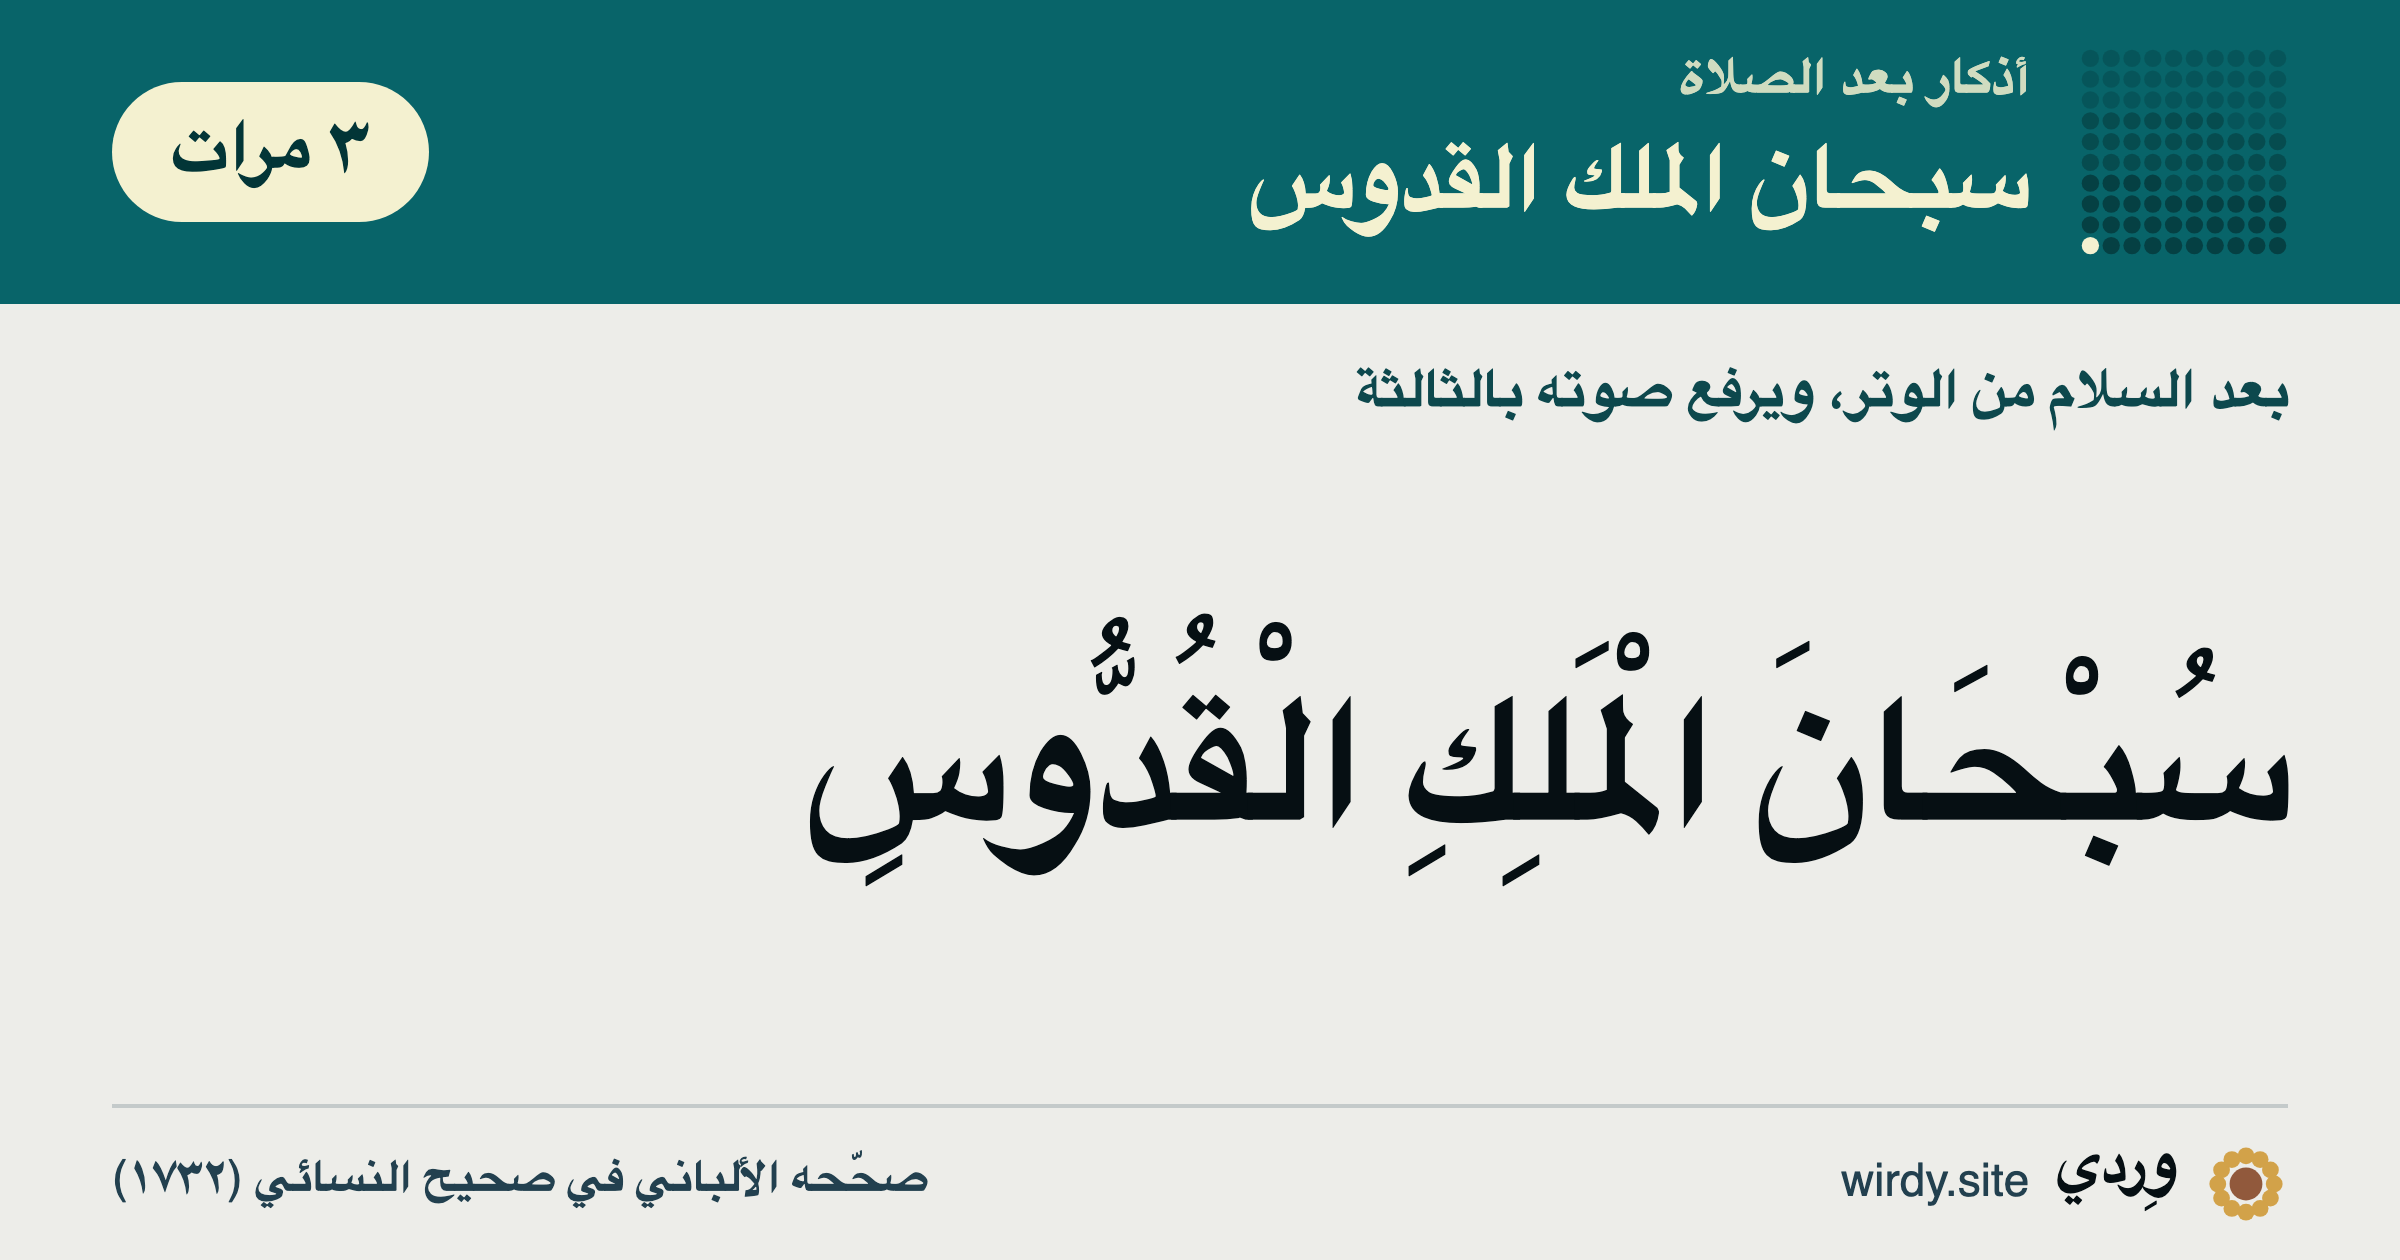 أذكار بعد الصلاة
سبحان الملك القدوس
٣ مرات
بعد السلام من الوتر، ويرفع صوته بالثالثة
سُبْحَانَ الْمَلِكِ الْقُدُّوسِ
وِردي wirdy.site
صحّحه الألباني في صحيح النسائي (١٧٣٢)